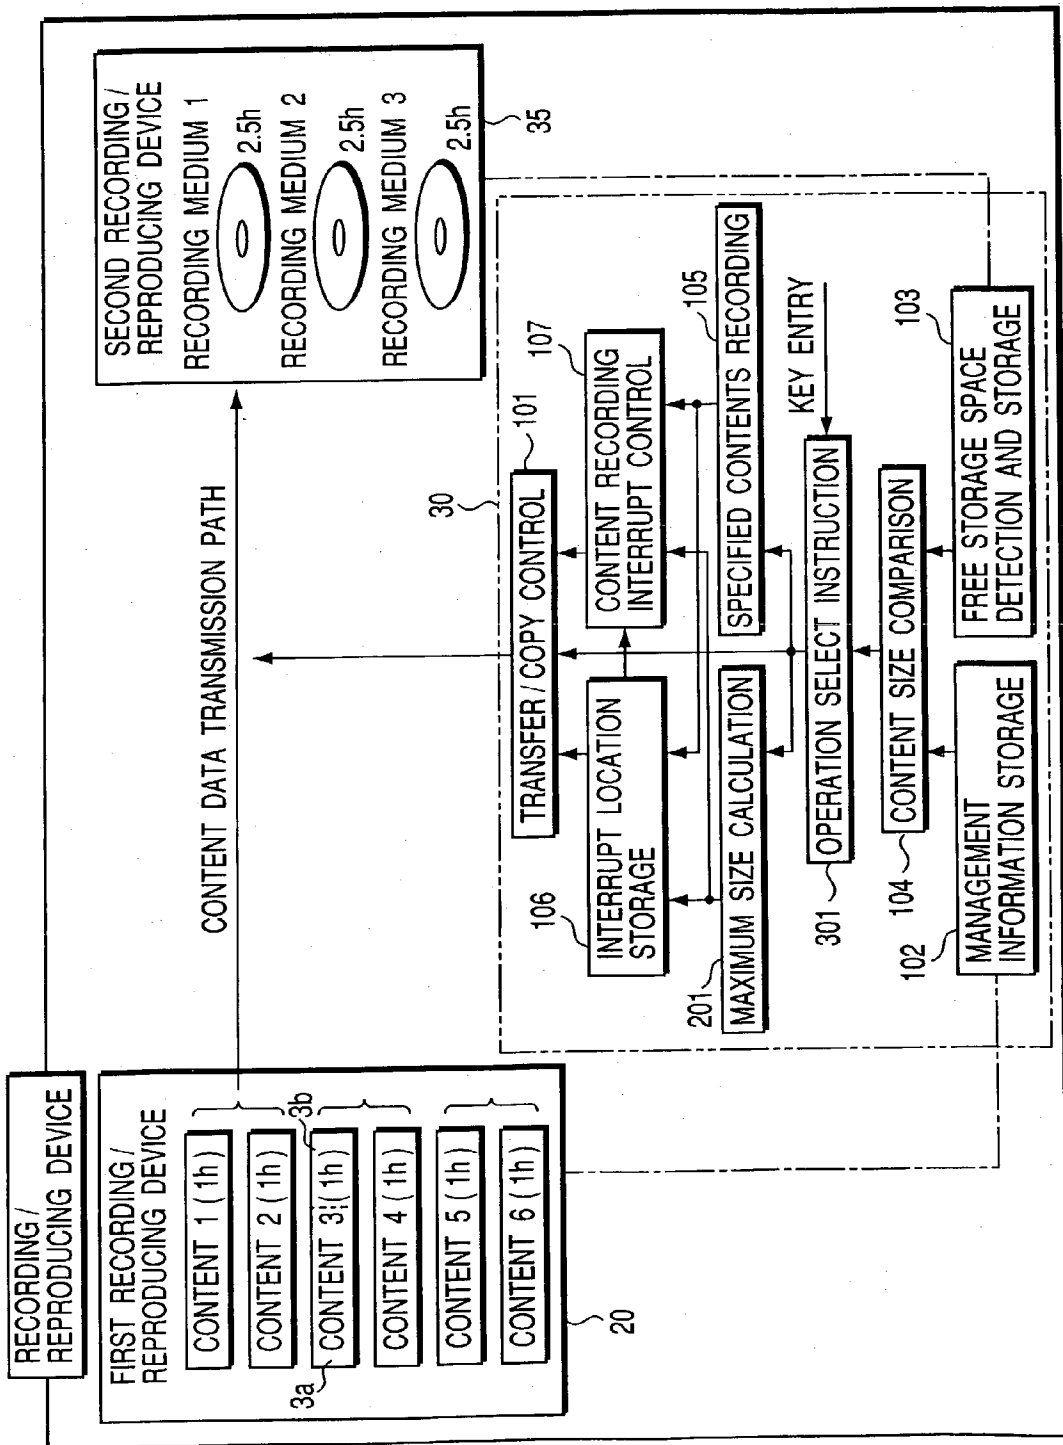 RECORDING /
REPRODUCING DEVICE
FIRST RECORDING /
REPRODUCING DEVICE
CONTENT 1 (1h)
CONTENT 2 (1h)
3a
3b
CONTENT 3 (1h)
CONTENT 4 (1h)
CONTENT 5 (1h)
CONTENT 6 (1h)
20
CONTENT DATA TRANSMISSION PATH
SECOND RECORDING /
REPRODUCING DEVICE
RECORDING MEDIUM 1
2.5h
RECORDING MEDIUM 2
2.5h
RECORDING MEDIUM 3
2.5h
35
30
TRANSFER / COPY CONTROL
101
106
INTERRUPT LOCATION
STORAGE
CONTENT RECORDING
INTERRUPT CONTROL
107
201
MAXIMUM SIZE CALCULATION
SPECIFIED CONTENTS RECORDING
105
301
OPERATION SELECT INSTRUCTION
KEY ENTRY
104
CONTENT SIZE COMPARISON
102
MANAGEMENT
INFORMATION STORAGE
FREE STORAGE SPACE
DETECTION AND STORAGE
103